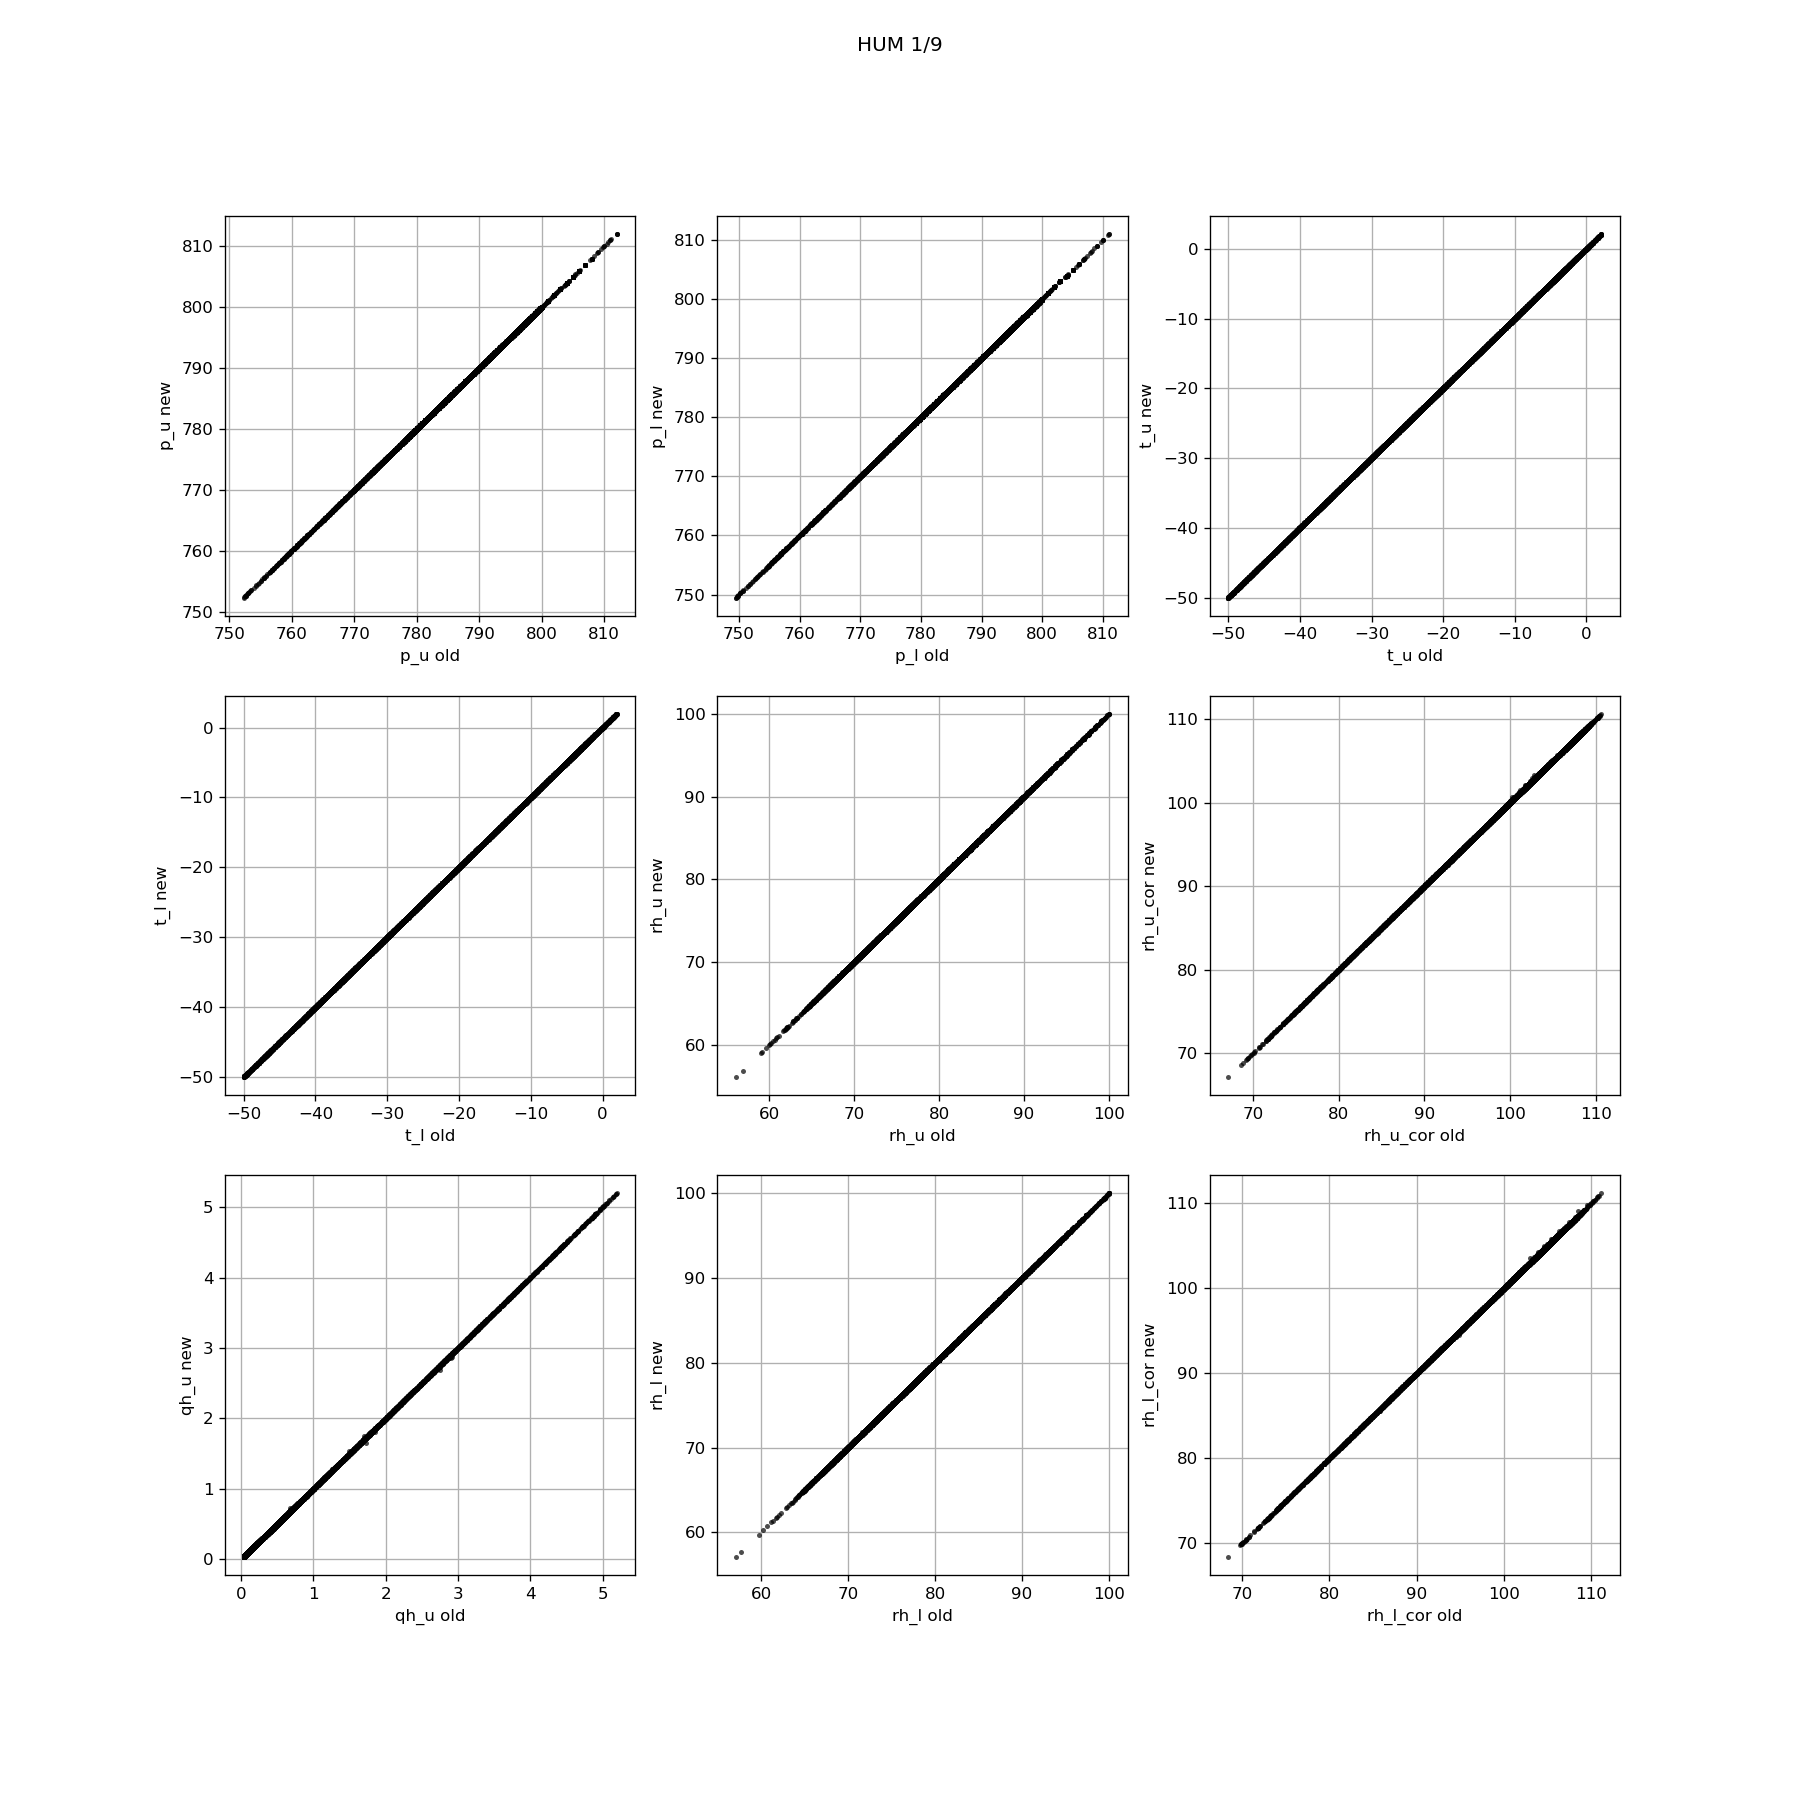 HUM 1/9
p_u new
810
800
790
780
770
760
750
750 760 770 780 790 800 810
p_u old
p_l new
810
800
790
780
770
760
750
750 760 770 780 790 800 810
p_l old
t_u new
0
−10
−20
−30
−40
−50
−50 −40 −30 −20 −10 0
t_u old
t_l new
0
−10
−20
−30
−40
−50
−50 −40 −30 −20 −10 0
t_l old
rh_u new
100
90
80
70
60
60 70 80 90 100
rh_u old
rh_u_cor new
110
100
90
80
70
70 80 90 100 110
rh_u_cor old
qh_u new
5
4
3
2
1
0
0 1 2 3 4 5
qh_u old
rh_l new
100
90
80
70
60
60 70 80 90 100
rh_l old
rh_l_cor new
110
100
90
80
70
70 80 90 100 110
rh_l_cor old